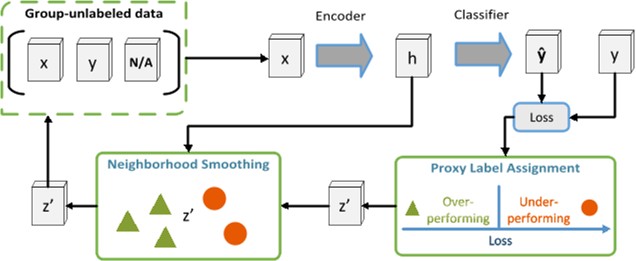 Group-unlabeled data
x y N/A
x
Encoder
h
Classifier
ŷ
y
Loss
Neighborhood Smoothing
z'
z'
z'
Proxy Label Assignment
Over-
performing
Under-
performing
Loss